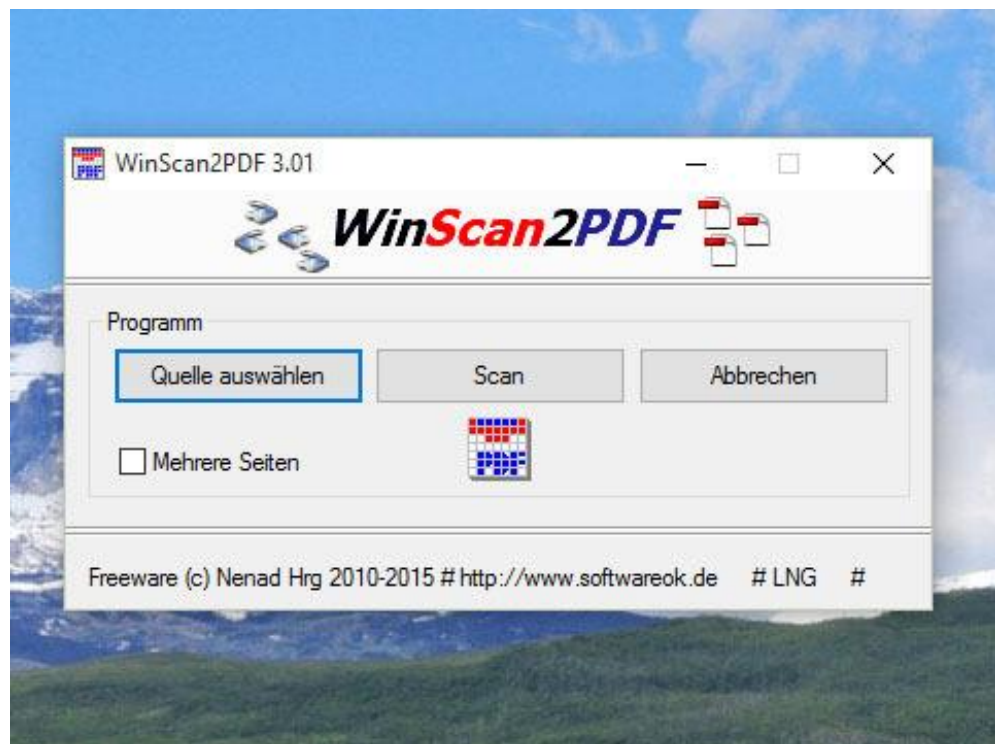 WinScan2PDF 3.01
WinScan2PDF
Programm
Quelle auswählen Scan Abbrechen
Mehrere Seiten
PDF
Freeware (c) Nenad Hrg 2010-2015 # http://www.softwareok.de # LNG #